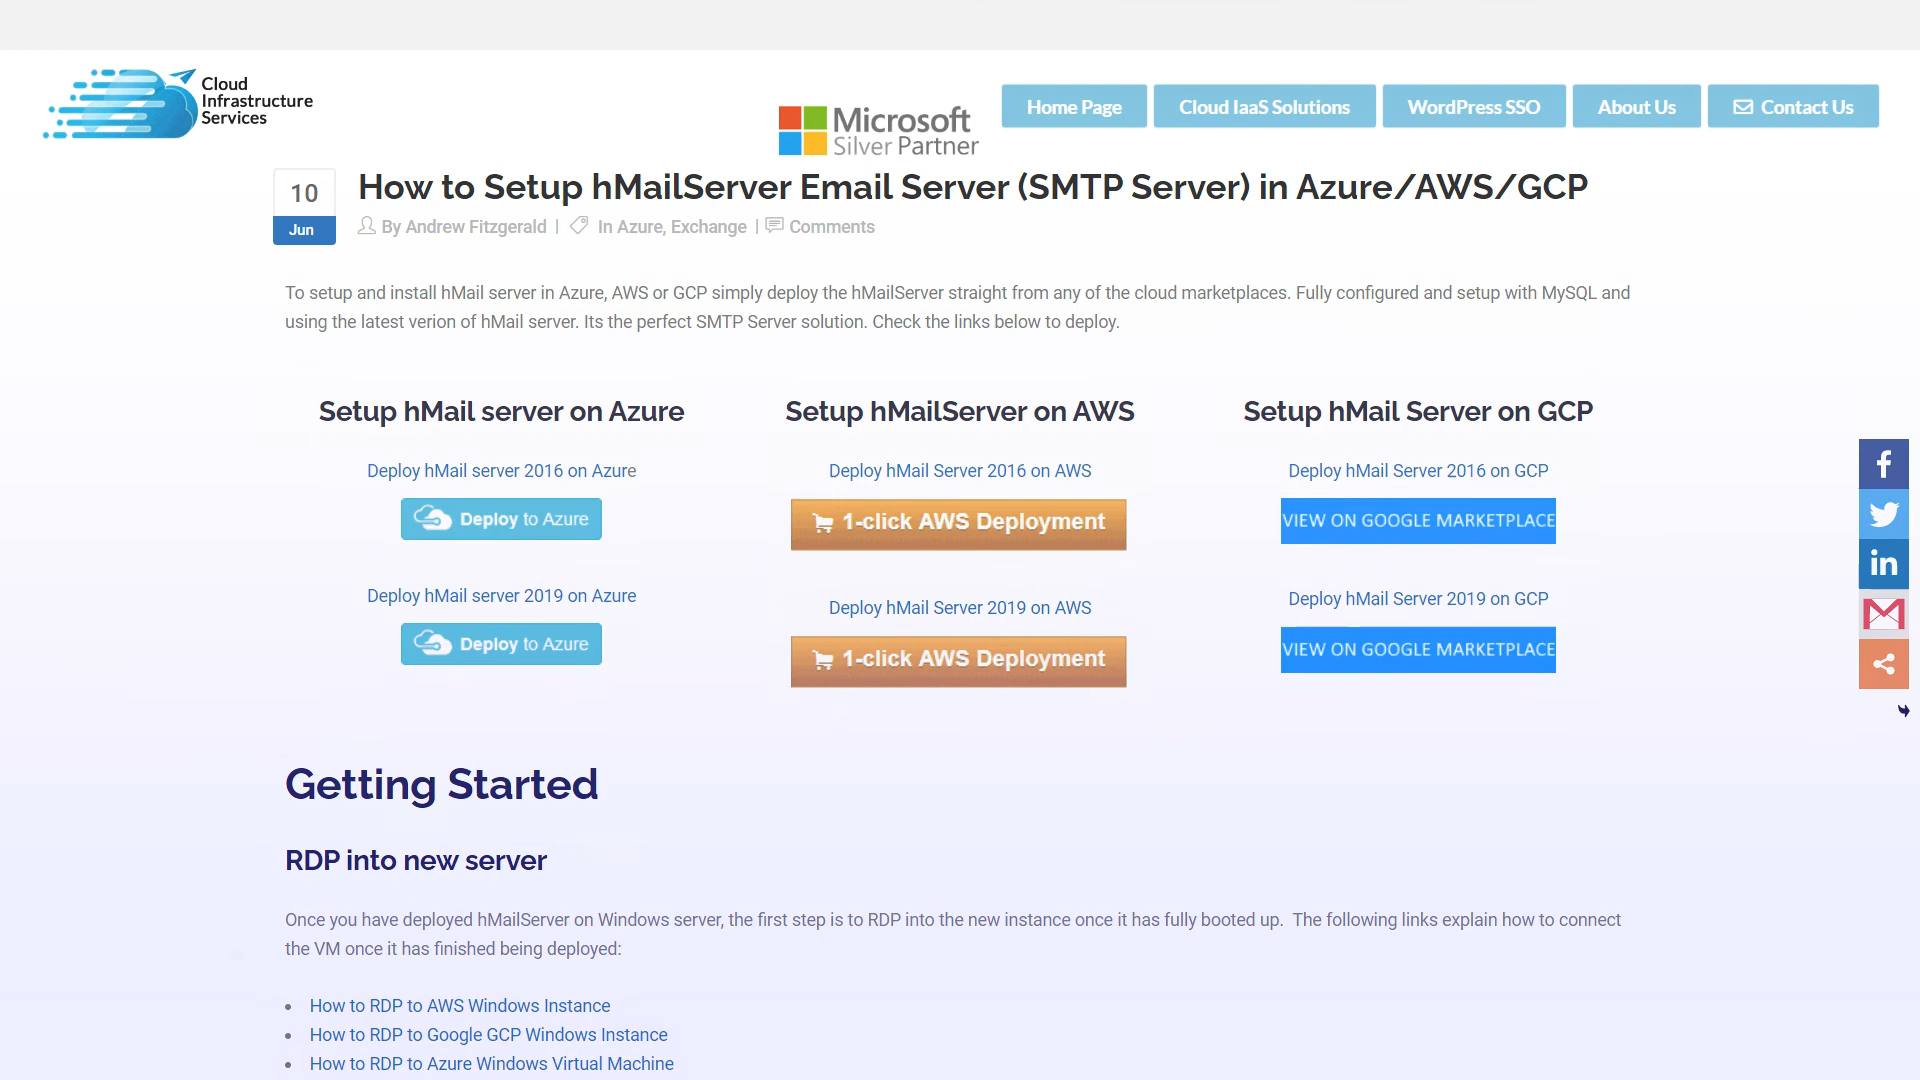 Cloud
Infrastructure
Services
Microsoft
Silver Partner
Home Page
Cloud IaaS Solutions
WordPress SSO
About Us
Contact Us
10
Jun
How to Setup hMailServer Email Server (SMTP Server) in Azure/AWS/GCP
By Andrew Fitzgerald | In Azure, Exchange | Comments
To setup and install hMail server in Azure, AWS or GCP simply deploy the hMailServer straight from any of the cloud marketplaces. Fully configured and setup with MySQL and
using the latest verion of hMail server. Its the perfect SMTP Server solution. Check the links below to deploy.
Setup hMail server on Azure
Deploy hMail server 2016 on Azure
Deploy to Azure
Deploy hMail server 2019 on Azure
Deploy to Azure
Setup hMailServer on AWS
Deploy hMail Server 2016 on AWS
1-click AWS Deployment
Deploy hMail Server 2019 on AWS
1-click AWS Deployment
Setup hMail Server on GCP
Deploy hMail Server 2016 on GCP
VIEW ON GOOGLE MARKETPLACE
Deploy hMail Server 2019 on GCP
VIEW ON GOOGLE MARKETPLACE
Getting Started
RDP into new server
Once you have deployed hMailServer on Windows server, the first step is to RDP into the new instance once it has fully booted up. The following links explain how to connect
the VM once it has finished being deployed:
• How to RDP to AWS Windows Instance
• How to RDP to Google GCP Windows Instance
• How to RDP to Azure Windows Virtual Machine